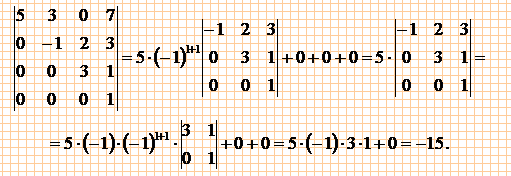 |5 3 0 7|
|0 −1 2 3|
|0 0 3 1|
|0 0 0 1| = 5·(−1)¹⁺¹ |−1 2 3|
|0 3 1|
|0 0 1| + 0 + 0 + 0 = 5· |−1 2 3|
|0 3 1|
|0 0 1| =
= 5·(−1)·(−1)¹⁺¹· |3 1|
|0 1| + 0 + 0 = 5·(−1)·3·1 + 0 = −15.